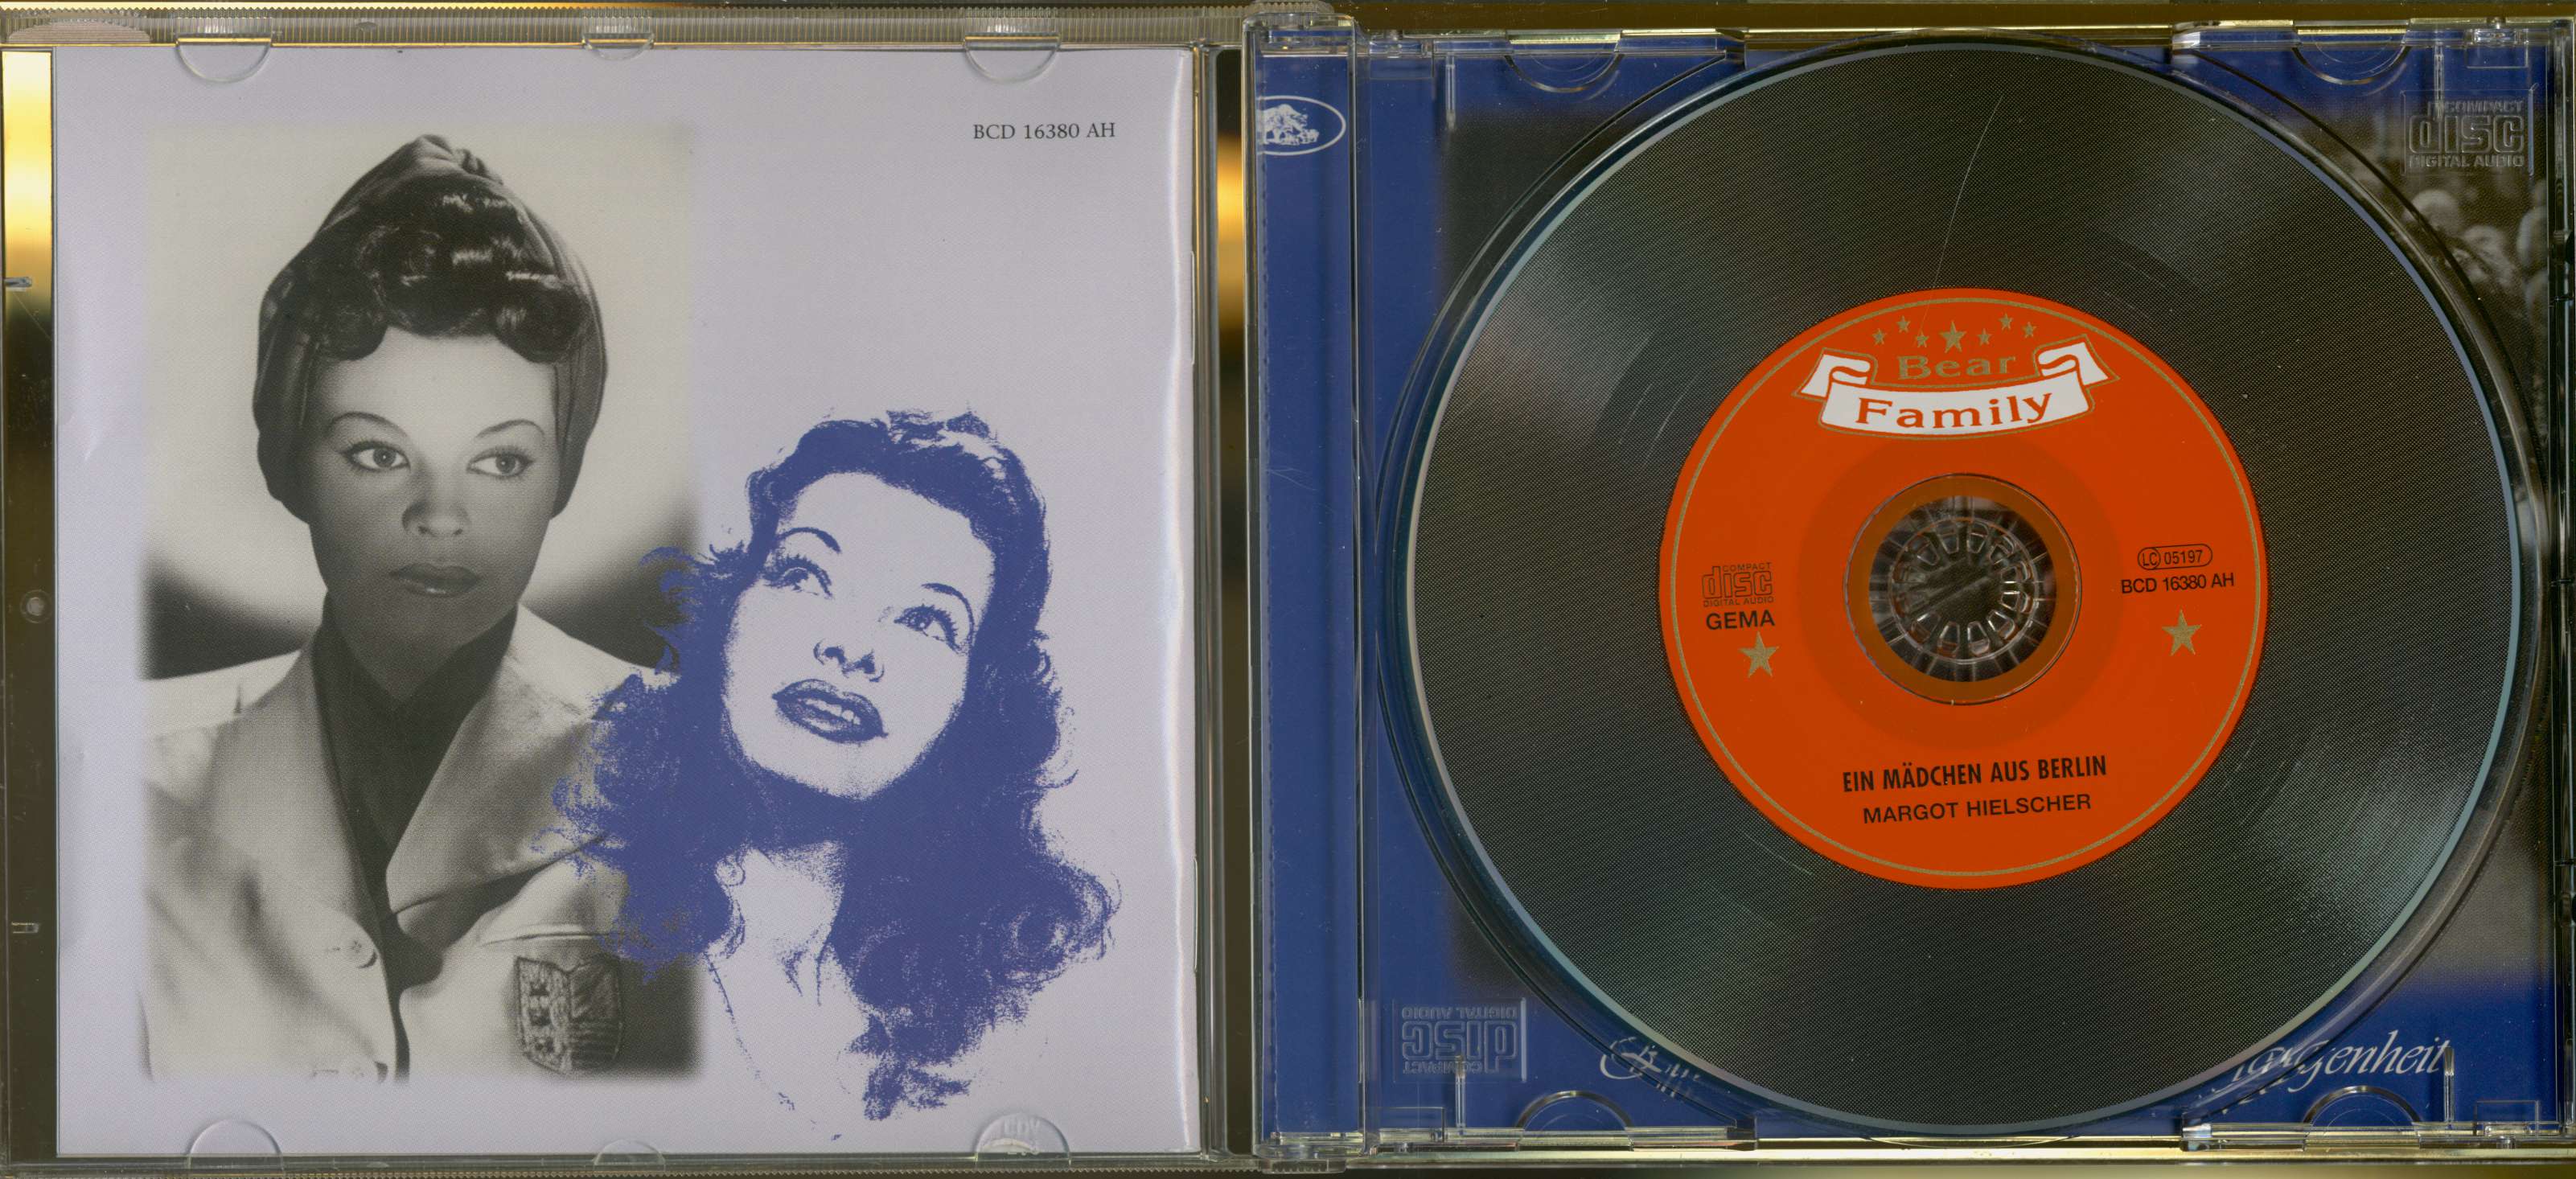 BCD 16380 AH
COMPACT
disc
DIGITAL AUDIO
Bear
Family
COMPACT
disc
DIGITAL AUDIO
GEMA
LC 05197
BCD 16380 AH
EIN MÄDCHEN AUS BERLIN
MARGOT HIELSCHER
COMPACT
disc
DIGITAL AUDIO